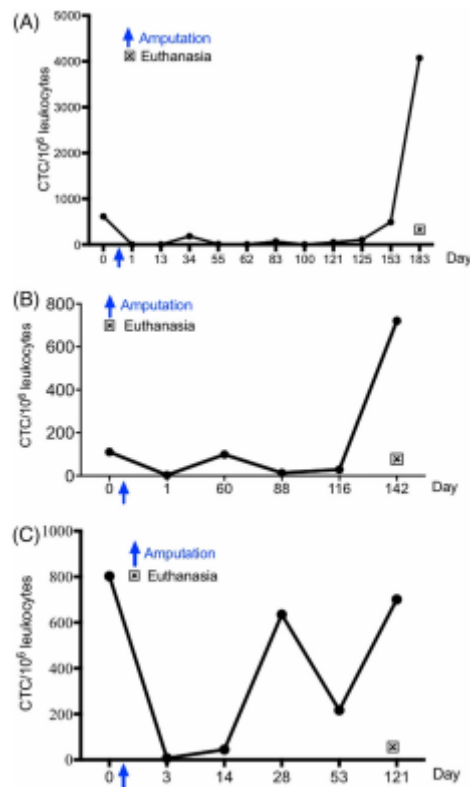 (A)
Amputation
Euthanasia
CTC/10⁶ leukocytes
5000
4000
3000
2000
1000
0
0 1 13 34 55 62 83 100 121 125 153 183 Day
(B)
Amputation
Euthanasia
CTC/10⁶ leukocytes
800
600
400
200
0
0 1 60 88 116 142 Day
(C)
Amputation
Euthanasia
CTC/10⁶ leukocytes
1000
800
600
400
200
0
0 3 14 28 53 121 Day